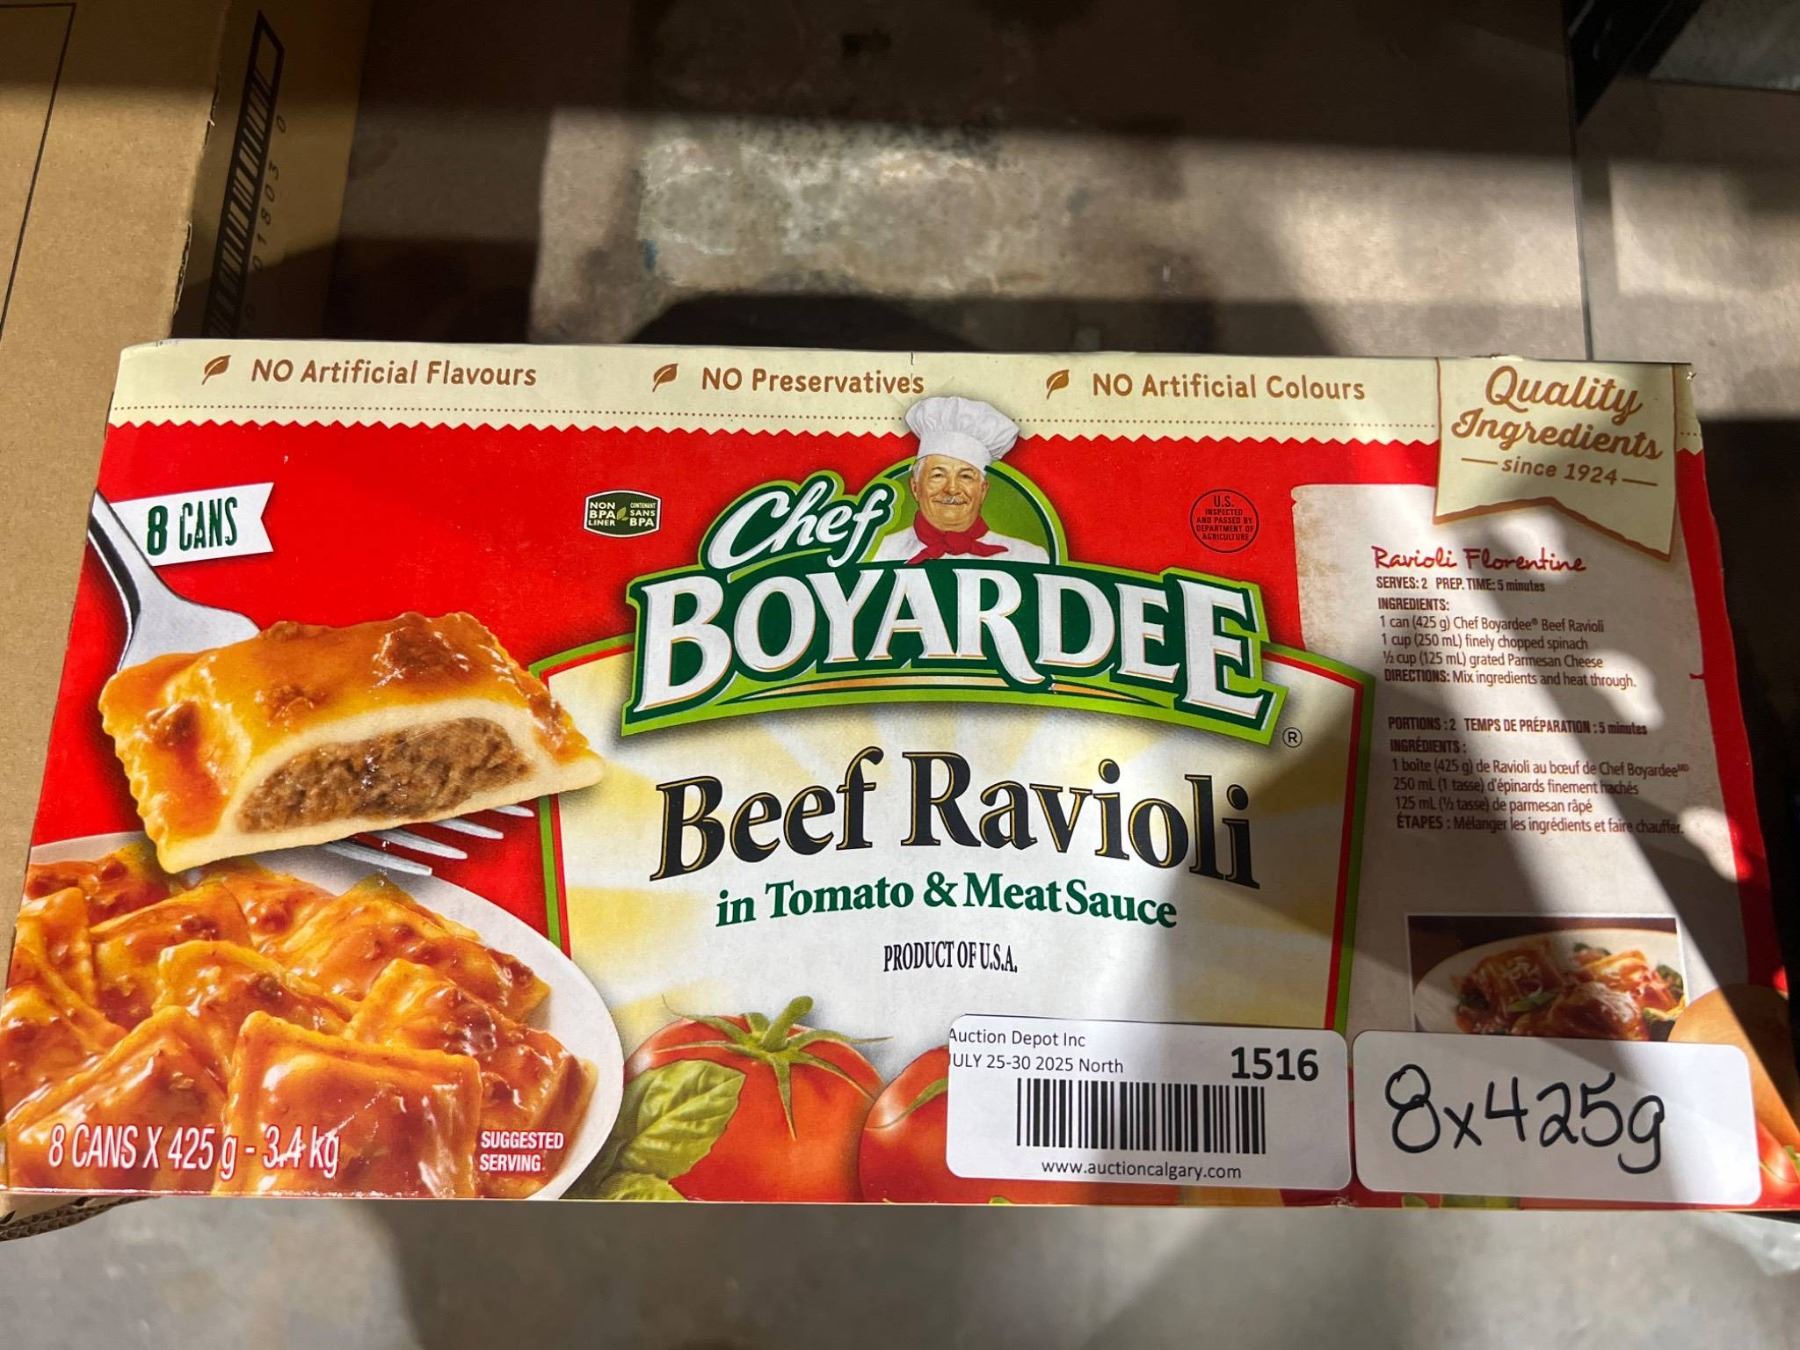 NO Artificial Flavours
NO Preservatives
NO Artificial Colours
Quality
Ingredients
since 1924
8 CANS
NON
BPA
LINER
CONTENANT
SANS
BPA
Chef
BOYARDEE
®
U.S.
INSPECTED
AND PASSED BY
DEPARTMENT OF
AGRICULTURE
Beef Ravioli
in Tomato & Meat Sauce
PRODUCT OF U.S.A.
Ravioli Florentine
SERVES: 2 PREP. TIME: 5 minutes
INGREDIENTS:
1 can (425 g) Chef Boyardee® Beef Ravioli
1 cup (250 mL) finely chopped spinach
½ cup (125 mL) grated Parmesan Cheese
DIRECTIONS: Mix ingredients and heat through.
PORTIONS : 2 TEMPS DE PRÉPARATION : 5 minutes
INGRÉDIENTS :
1 boîte (425 g) de Ravioli au bœuf de Chef Boyardee MD
250 mL (1 tasse) d'épinards finement hachés
125 mL (½ tasse) de parmesan râpé
ÉTAPES : Mélanger les ingrédients et faire chauffer.
8 CANS X 425 g - 3.4 kg
SUGGESTED
SERVING
Auction Depot Inc
ULY 25-30 2025 North
1516
www.auctioncalgary.com
8x425g